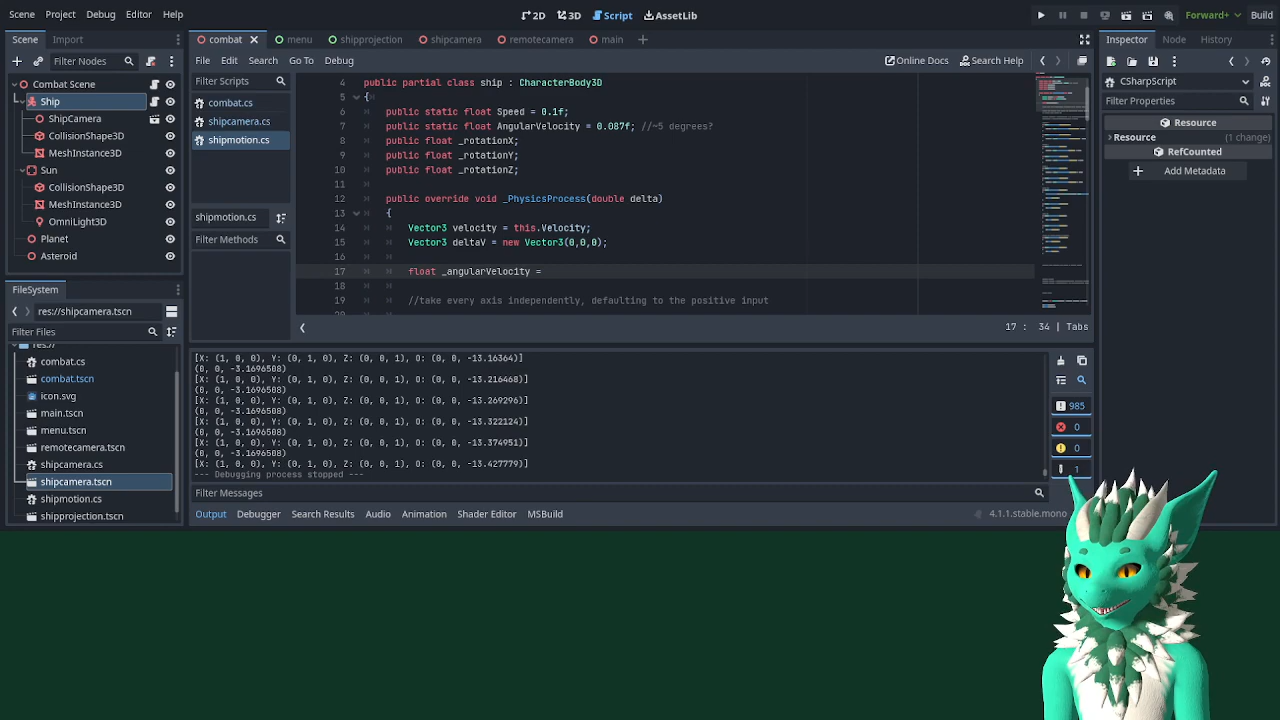 Scene Project Debug Editor Help
2D 3D Script AssetLib
Forward+ Build
Scene Import
combat menu shipprojection shipcamera remotecamera main
Inspector Node History
Filter Nodes
File Edit Search Go To Debug
Online Docs Search Help
Combat Scene
Ship
ShipCamera
CollisionShape3D
MeshInstance3D
Sun
CollisionShape3D
MeshInstance3D
OmniLight3D
Planet
Asteroid
Filter Scripts
combat.cs
shipcamera.cs
shipmotion
shipmotion.cs
Filter Methods
4 public partial class ship : CharacterBody3D
{
public static float Speed = 0.1f;
public static float AngularVelocity = 0.087f; //~5 degrees?
public float _rotationX;
public float _rotationY;
10 public float _rotationZ;
11
public override void _PhysicsProcess(double delta)
13 {
14 Vector3 velocity = this.Velocity;
15 Vector3 deltaV = new Vector3(0,0,0);
17 float _angularVelocity =
18
19 //take every axis independently, defaulting to the positive input
17 : 34 | Tabs
CSharpScript
Filter Properties
Resource
Resource (1 change)
RefCounted
Add Metadata
FileSystem
res://shipcamera.tscn
Filter Files
res://
combat.cs
combat.tscn
icon.svg
main.tscn
menu.tscn
remotecamera.tscn
shipcamera.cs
shipcamera.tscn
shipmotion.cs
shipprojection.tscn
[X: (1, 0, 0), Y: (0, 1, 0), Z: (0, 0, 1), O: (0, 0, -13.16364)]
(0, 0, -3.1696508)
[X: (1, 0, 0), Y: (0, 1, 0), Z: (0, 0, 1), O: (0, 0, -13.216468)]
(0, 0, -3.1696508)
[X: (1, 0, 0), Y: (0, 1, 0), Z: (0, 0, 1), O: (0, 0, -13.269296)]
(0, 0, -3.1696508)
[X: (1, 0, 0), Y: (0, 1, 0), Z: (0, 0, 1), O: (0, 0, -13.322124)]
(0, 0, -3.1696508)
[X: (1, 0, 0), Y: (0, 1, 0), Z: (0, 0, 1), O: (0, 0, -13.374951)]
(0, 0, -3.1696508)
[X: (1, 0, 0), Y: (0, 1, 0), Z: (0, 0, 1), O: (0, 0, -13.427779)]
--- Debugging process stopped ---
985
0
0
1
Filter Messages
Output Debugger Search Results Audio Animation Shader Editor MSBuild
4.1.1.stable.mono